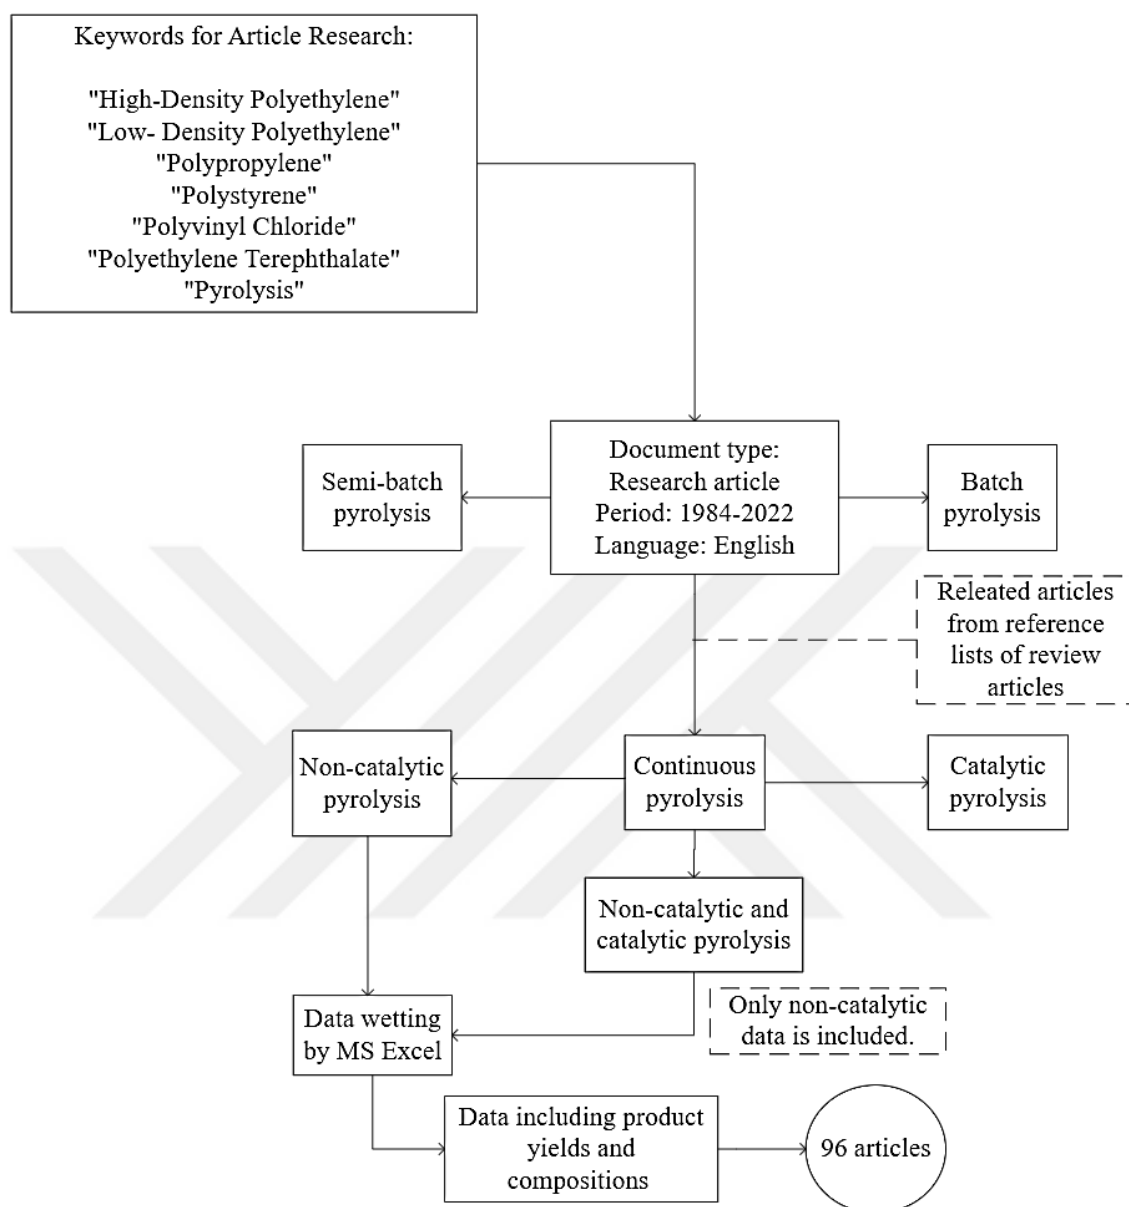 Keywords for Article Research:
"High-Density Polyethylene"
"Low- Density Polyethylene"
"Polypropylene"
"Polystyrene"
"Polyvinyl Chloride"
"Polyethylene Terephthalate"
"Pyrolysis"
Document type:
Research article
Period: 1984-2022
Language: English
Semi-batch
pyrolysis
Batch
pyrolysis
Releated articles
from reference
lists of review
articles
Non-catalytic
pyrolysis
Continuous
pyrolysis
Catalytic
pyrolysis
Non-catalytic and
catalytic pyrolysis
Only non-catalytic
data is included.
Data wetting
by MS Excel
Data including product
yields and
compositions
96 articles